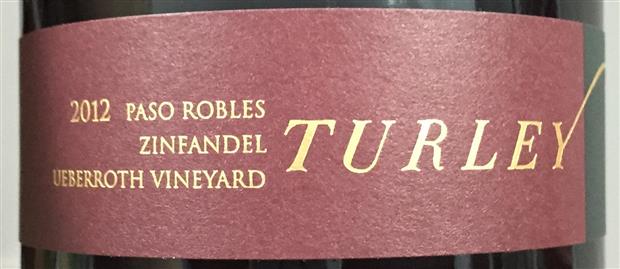 2012 PASO ROBLES
ZINFANDEL
UEBERROTH VINEYARD
TURLEY